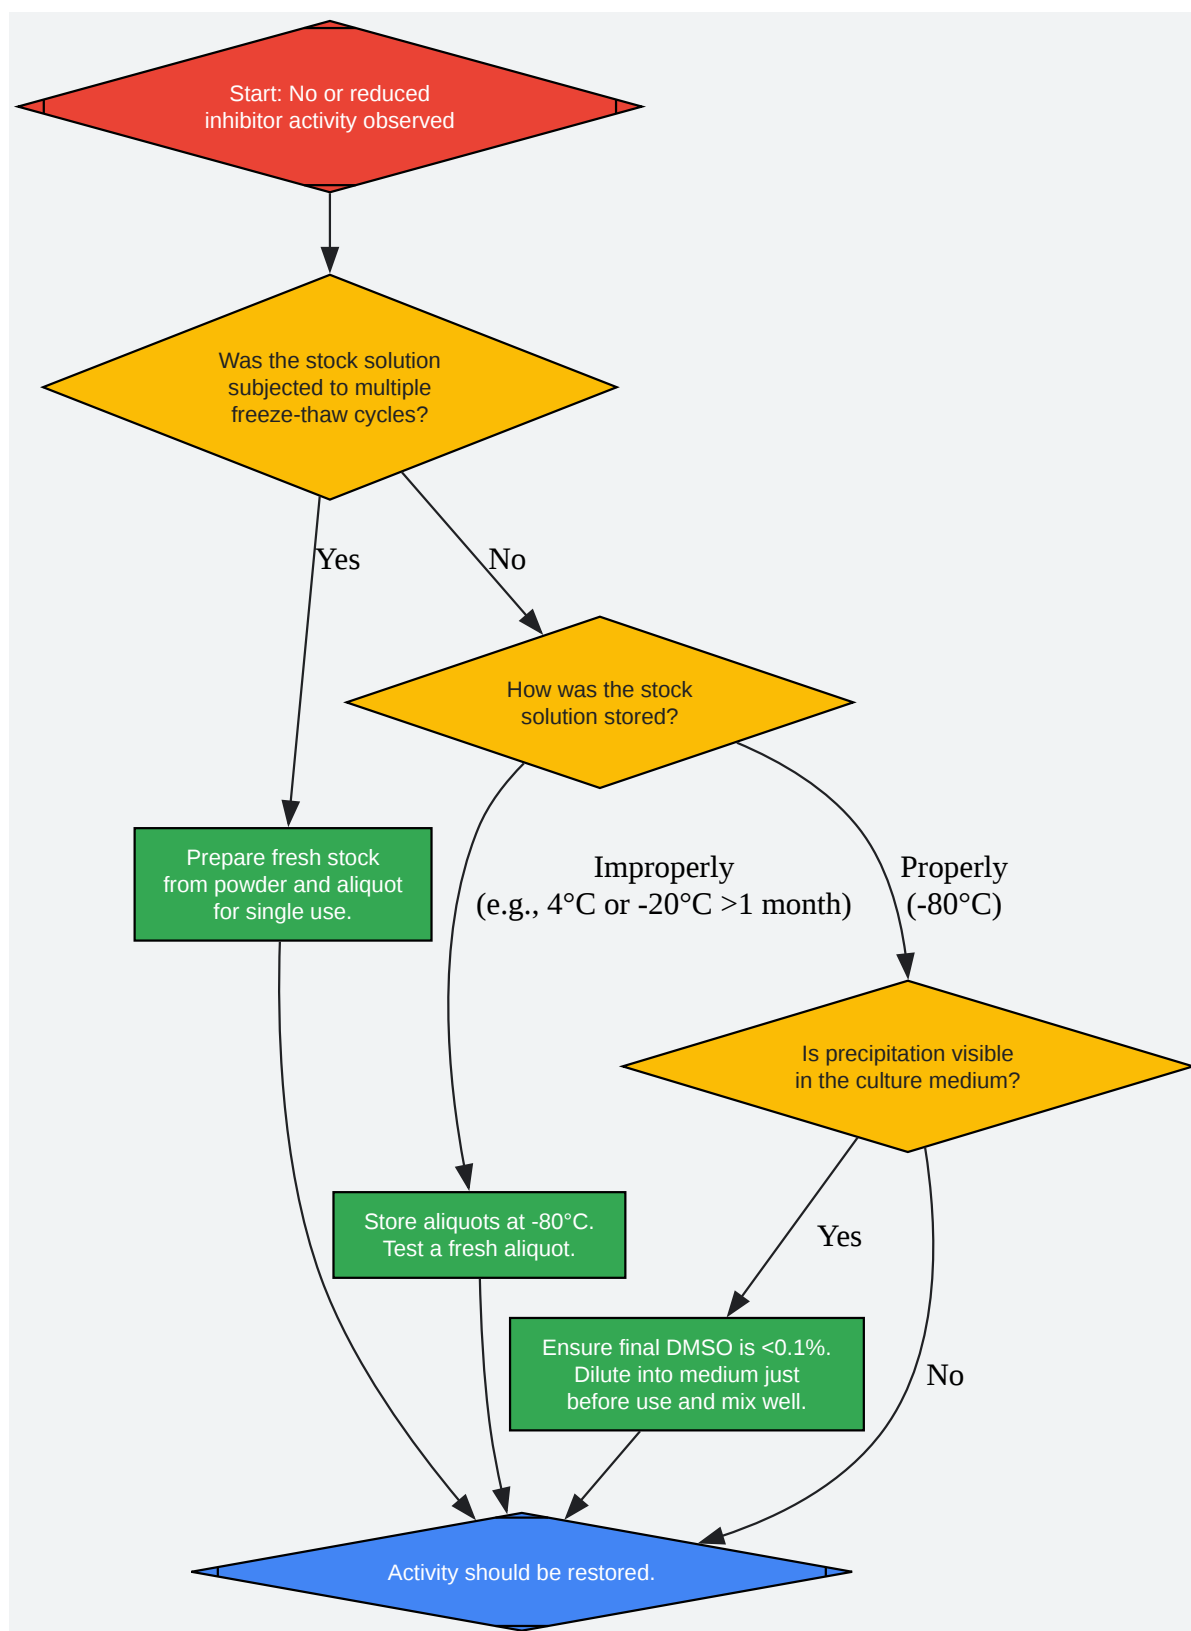 Start: No or reduced
inhibitor activity observed
Was the stock solution
subjected to multiple
freeze-thaw cycles?
Yes
No
How was the stock
solution stored?
Prepare fresh stock
from powder and aliquot
for single use.
Improperly
(e.g., 4°C or -20°C >1 month)
Properly
(-80°C)
Is precipitation visible
in the culture medium?
Store aliquots at -80°C.
Test a fresh aliquot.
Yes
Ensure final DMSO is <0.1%.
Dilute into medium just
before use and mix well.
No
Activity should be restored.